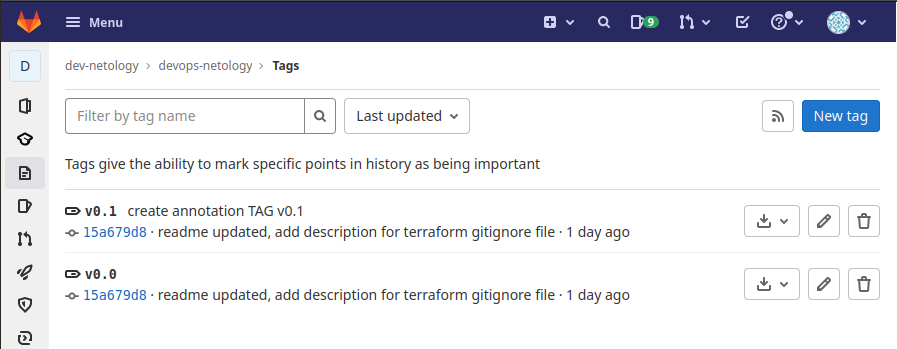 Menu
9
D
dev-netology > devops-netology > Tags
Filter by tag name
Last updated
New tag
Tags give the ability to mark specific points in history as being important
v0.1 create annotation TAG v0.1
15a679d8 · readme updated, add description for terraform gitignore file · 1 day ago
v0.0
15a679d8 · readme updated, add description for terraform gitignore file · 1 day ago